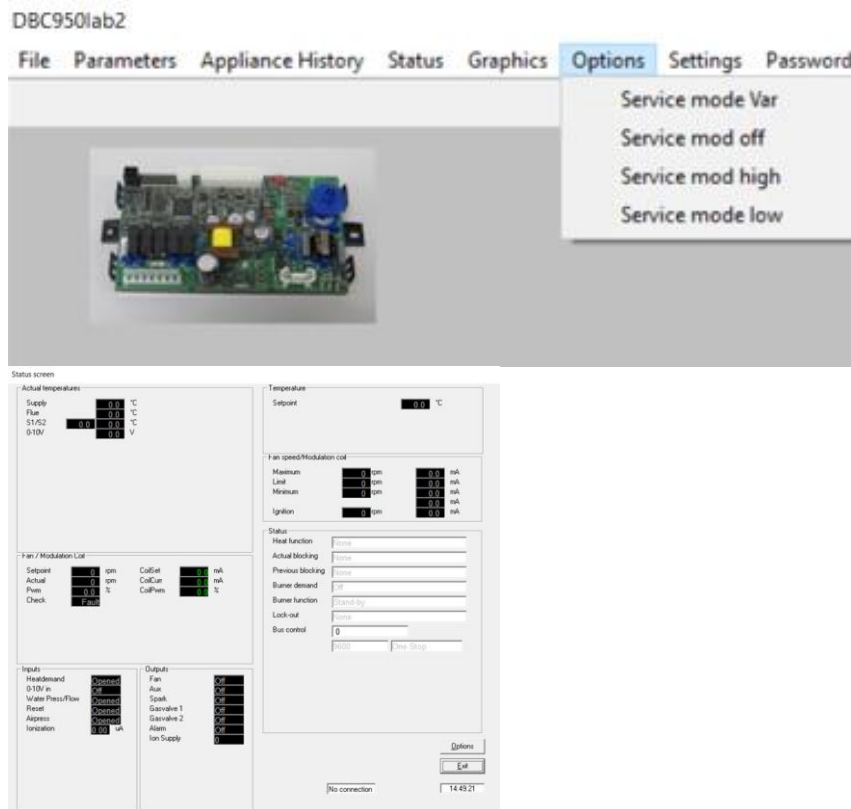 DBC950lab2
File Parameters Appliance History Status Graphics Options Settings Password
Service mode Var
Service mod off
Service mod high
Service mode low
Status screen
Actual temperatures
Supply 0.0 °C
Flue 0.0 °C
S1/S2 0.0 0.0 °C
0-10V 0.0 V
Temperature
Setpoint 0.0 °C
Fan speed/Modulation coil
Maximum 0 rpm 0.0 mA
Limit 0 rpm 0.0 mA
Minimum 0 rpm 0.0 mA
0.0 mA
Ignition 0 rpm 0.0 mA
Fan / Modulation Coil
Setpoint 0 rpm CoilSet 0.0 mA
Actual 0 rpm CoilCurr 0.0 mA
Pwm 0.0 % CoilPwm 0.0 %
Check Fault
Status
Heat function None
Actual blocking None
Previous blocking None
Burner demand Off
Burner function Stand-by
Lock-out None
Bus control 0
9600 One Stop
Inputs
Heatdemand Opened
0-10V in Off
Water Press/Flow Opened
Reset Opened
Airpress Opened
Ionization 0.00 uA
Outputs
Fan Off
Aux Off
Spark Off
Gasvalve 1 Off
Gasvalve 2 Off
Alarm Off
Ion Supply 0
Options
Exit
No connection 14:49:21